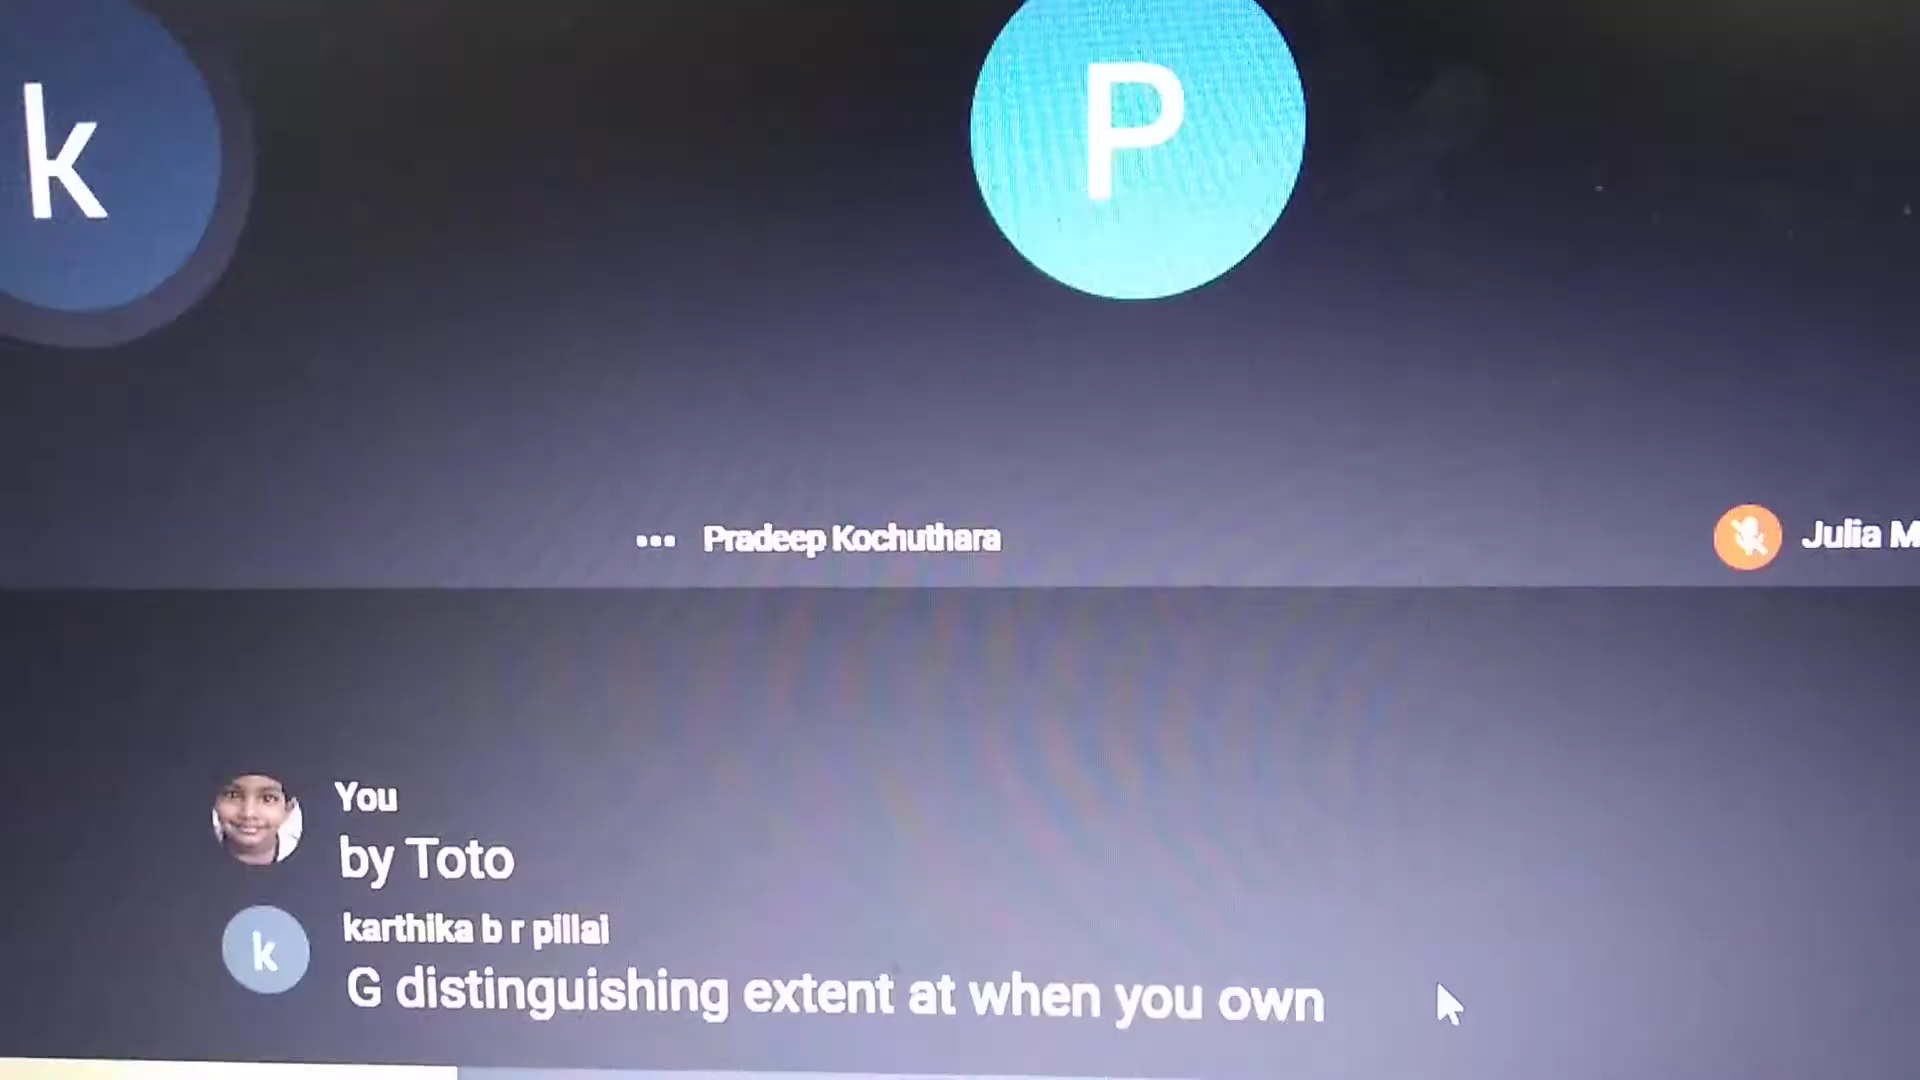 k
P
Pradeep Kochuthara
Julia M
You
by Toto
karthika b r pillai
k
G distinguishing extent at when you own